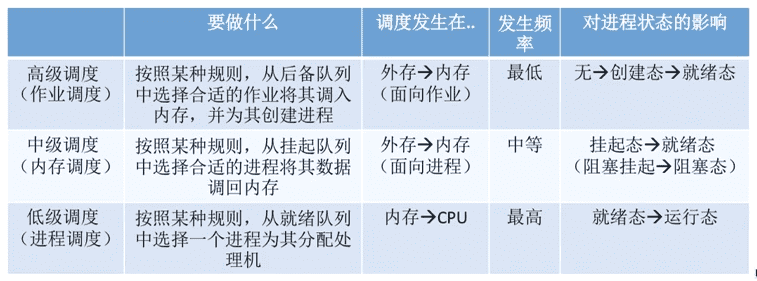 要做什么
调度发生在..
发生频
率
对进程状态的影响
高级调度
（作业调度）
按照某种规则，从后备队列
中选择合适的作业将其调入
内存，并为其创建进程
外存→内存
（面向作业）
最低
无→创建态→就绪态
中级调度
（内存调度）
按照某种规则，从挂起队列
中选择合适的进程将其数据
调回内存
外存→内存
（面向进程）
中等
挂起态→就绪态
（阻塞挂起→阻塞态）
低级调度
（进程调度）
按照某种规则，从就绪队列
中选择一个进程为其分配处
理机
内存→CPU
最高
就绪态→运行态